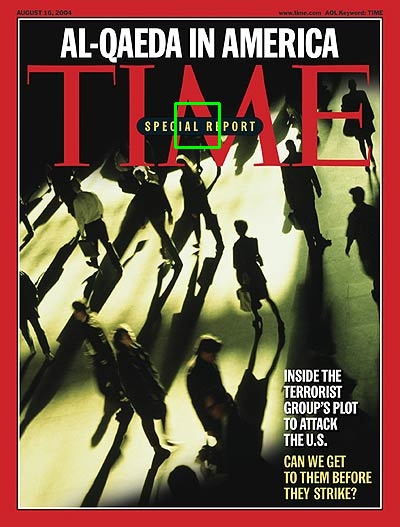 AUGUST 16, 2004
www.time.com AOL Keyword: TIME
AL-QAEDA IN AMERICA
TIME
SPECIAL REPORT
INSIDE THE
TERRORIST
GROUP'S PLOT
TO ATTACK
THE U.S.
CAN WE GET
TO THEM BEFORE
THEY STRIKE?